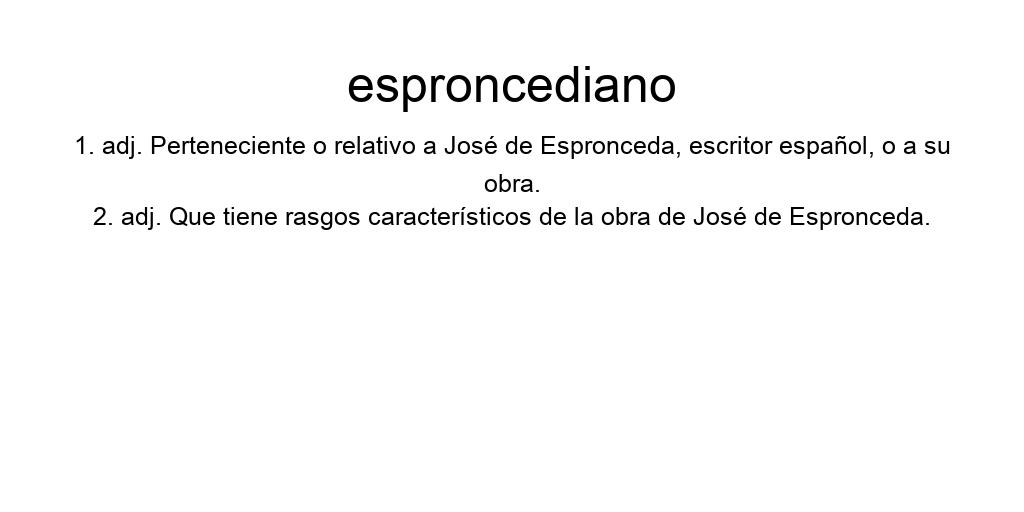 esproncediano
1. adj. Perteneciente o relativo a José de Espronceda, escritor español, o a su
obra.
2. adj. Que tiene rasgos característicos de la obra de José de Espronceda.